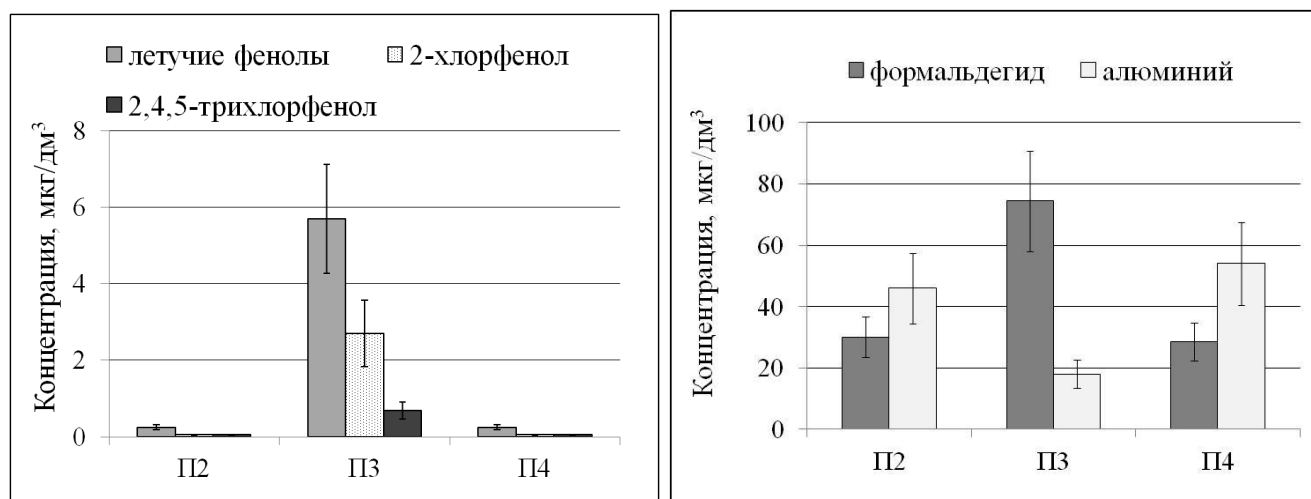 летучие фенолы 2-хлорфенол
2,4,5-трихлорфенол
Концентрация, мкг/дм³
8
6
4
2
0
П2 П3 П4
формальдегид алюминий
Концентрация, мкг/дм³
100
80
60
40
20
0
П2 П3 П4